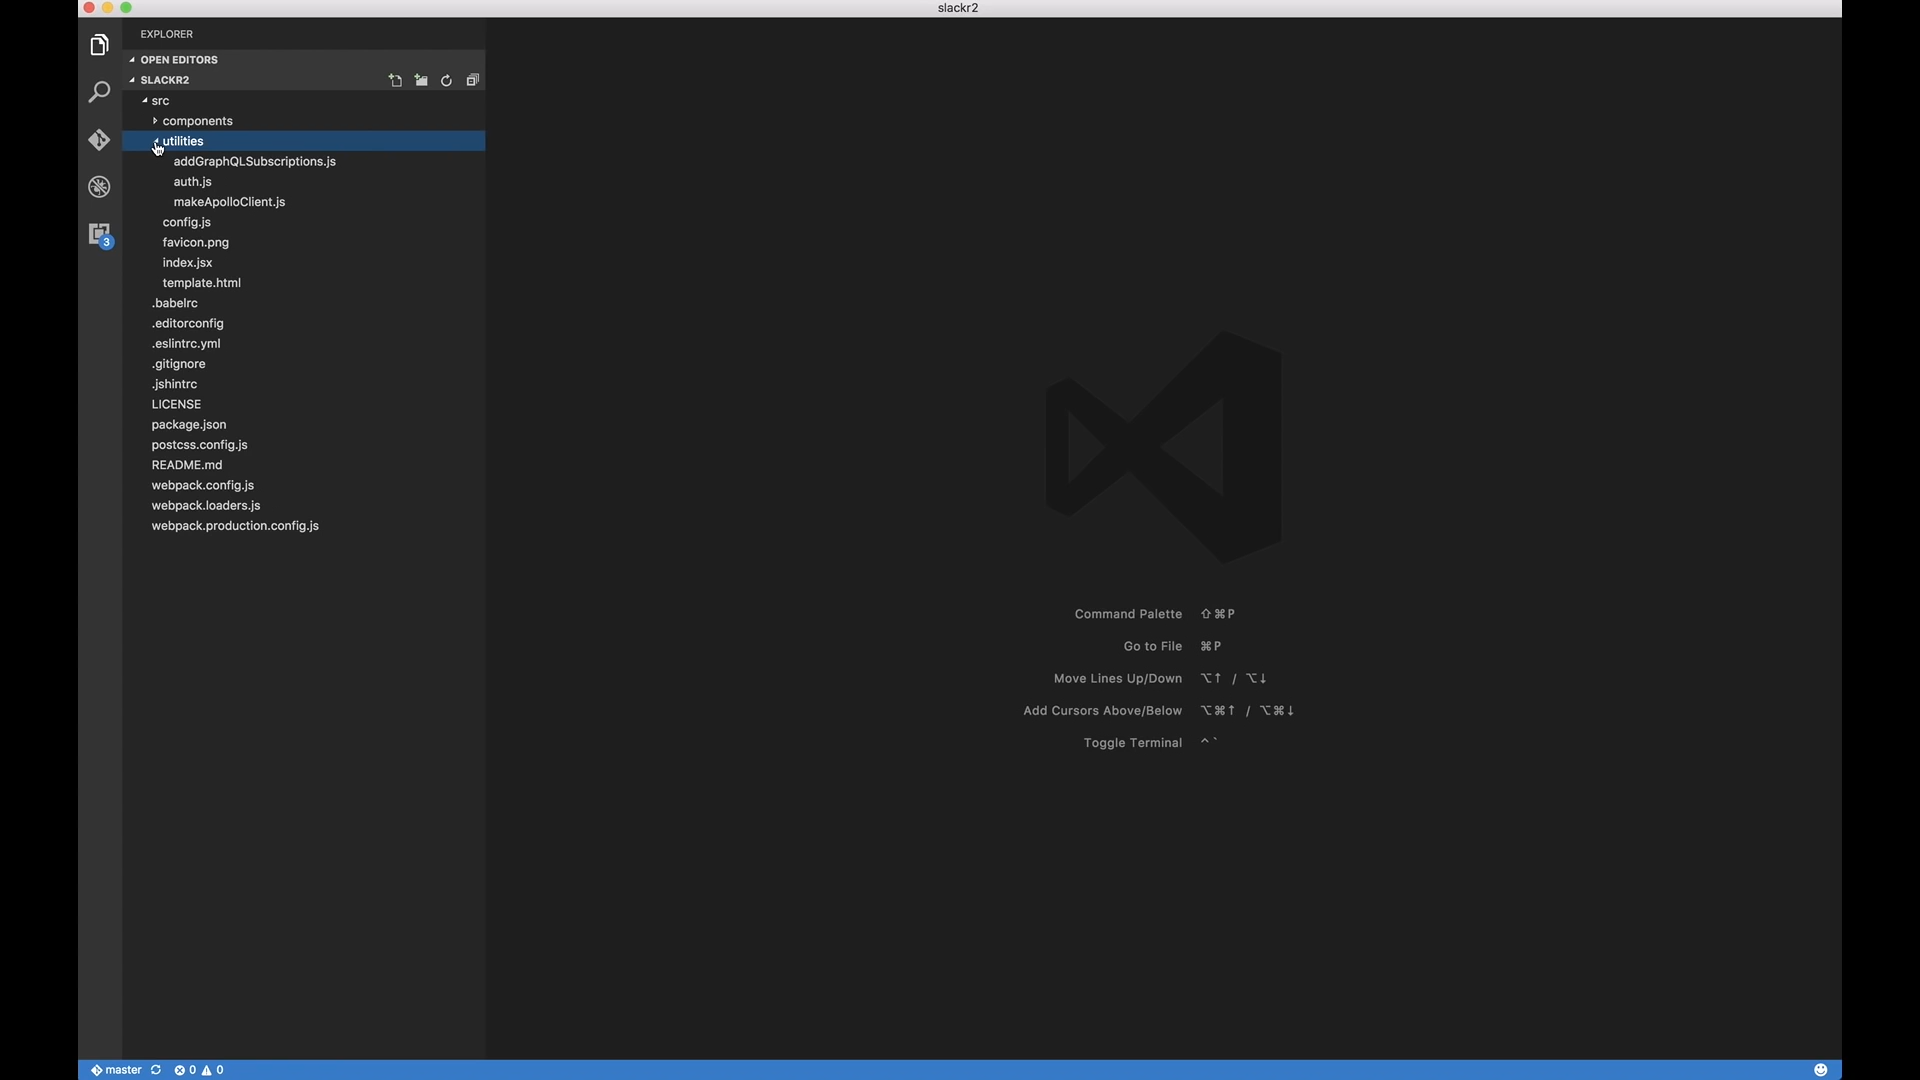 slackr2
EXPLORER
OPEN EDITORS
SLACKR2
src
components
utilities
addGraphQLSubscriptions.js
auth.js
makeApolloClient.js
config.js
favicon.png
index.jsx
template.html
.babelrc
.editorconfig
.eslintrc.yml
.gitignore
.jshintrc
LICENSE
package.json
postcss.config.js
README.md
webpack.config.js
webpack.loaders.js
webpack.production.config.js
3
Command Palette ⇧⌘P
Go to File ⌘P
Move Lines Up/Down ⌥↑ / ⌥↓
Add Cursors Above/Below ⌥⌘↑ / ⌥⌘↓
Toggle Terminal ^`
master 0 0